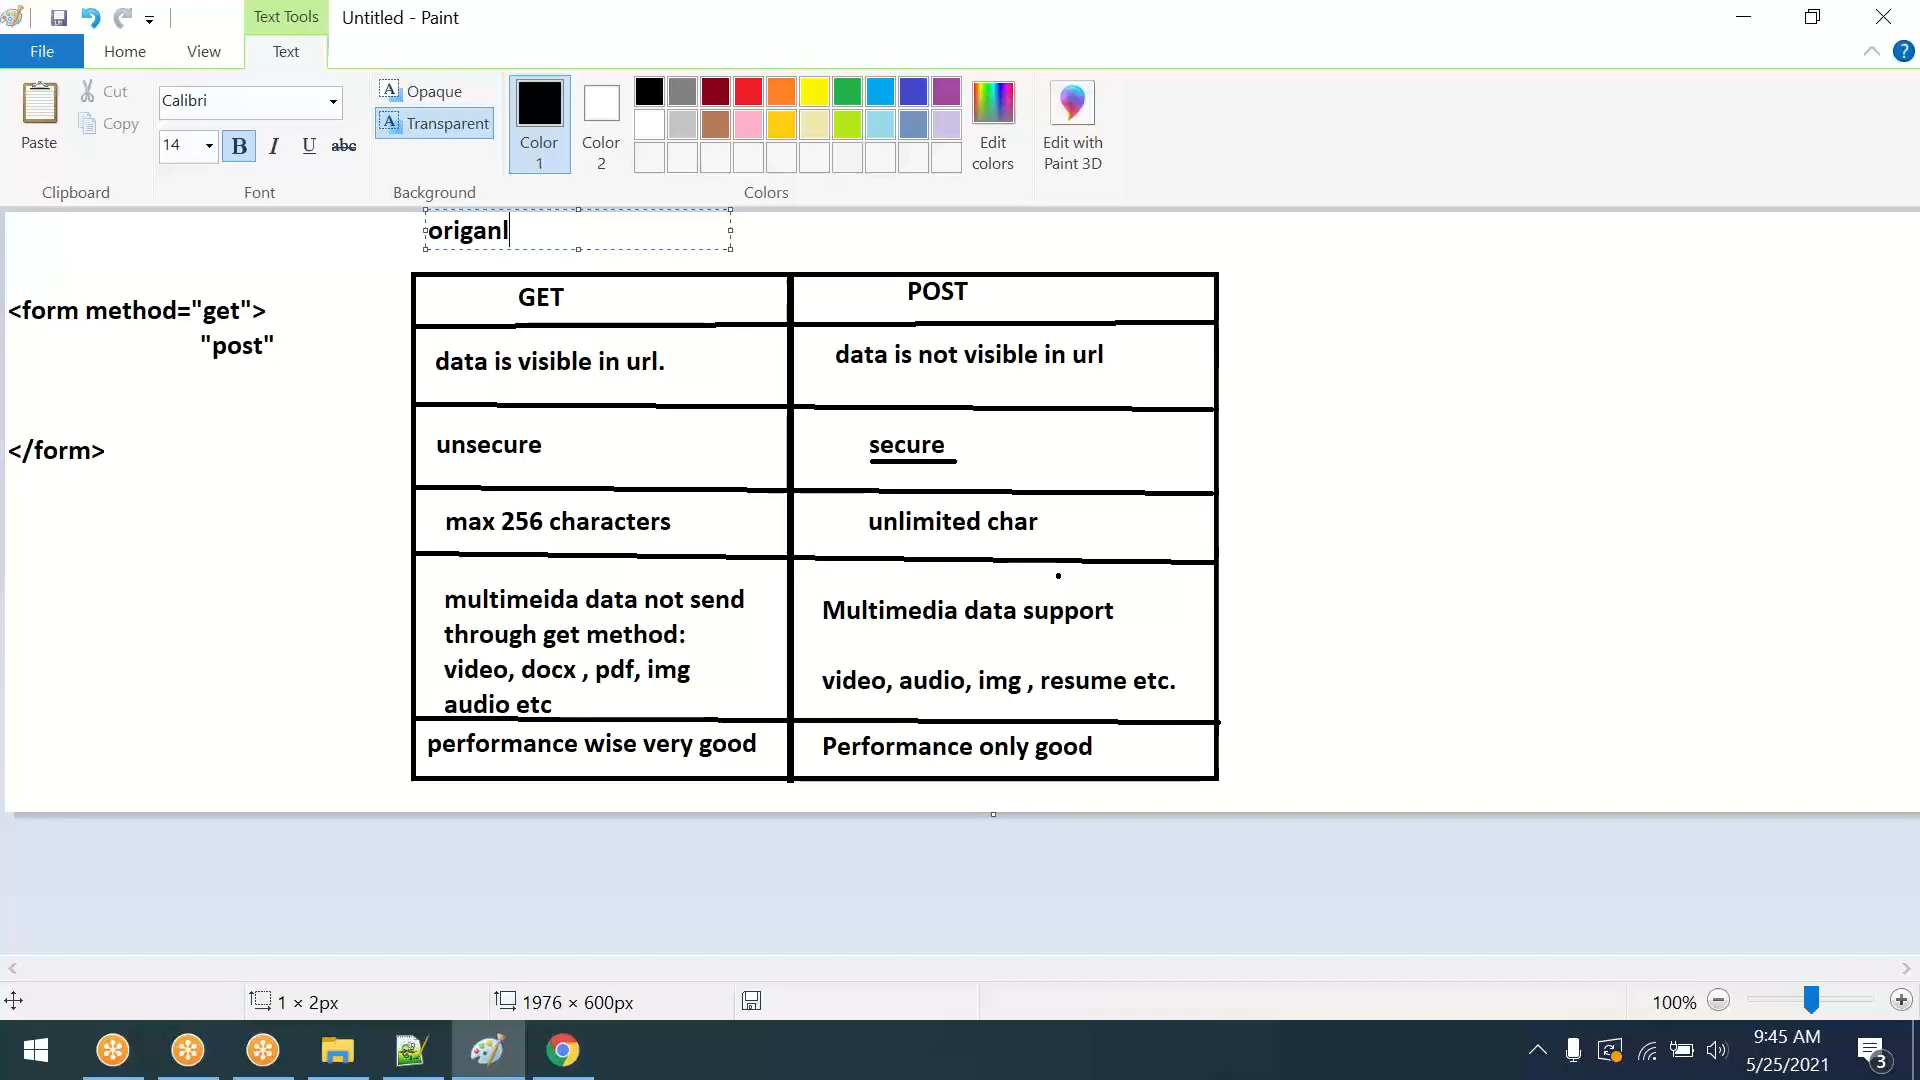 Untitled - Paint
Text Tools
File
Home
View
Text
Paste
Cut
Copy
Clipboard
Calibri
14
B
I
U
abc
Font
A Opaque
A Transparent
Background
Color 1
Color 2
Edit colors
Colors
Edit with Paint 3D
?
origanl
<form method="get">
"post"
</form>
GET
POST
data is visible in url.
data is not visible in url
unsecure
secure
max 256 characters
unlimited char
multimeida data not send
through get method:
video, docx , pdf, img
audio etc
Multimedia data support
video, audio, img , resume etc.
performance wise very good
Performance only good
1 × 2px
1976 × 600px
100%
9:45 AM
5/25/2021
3